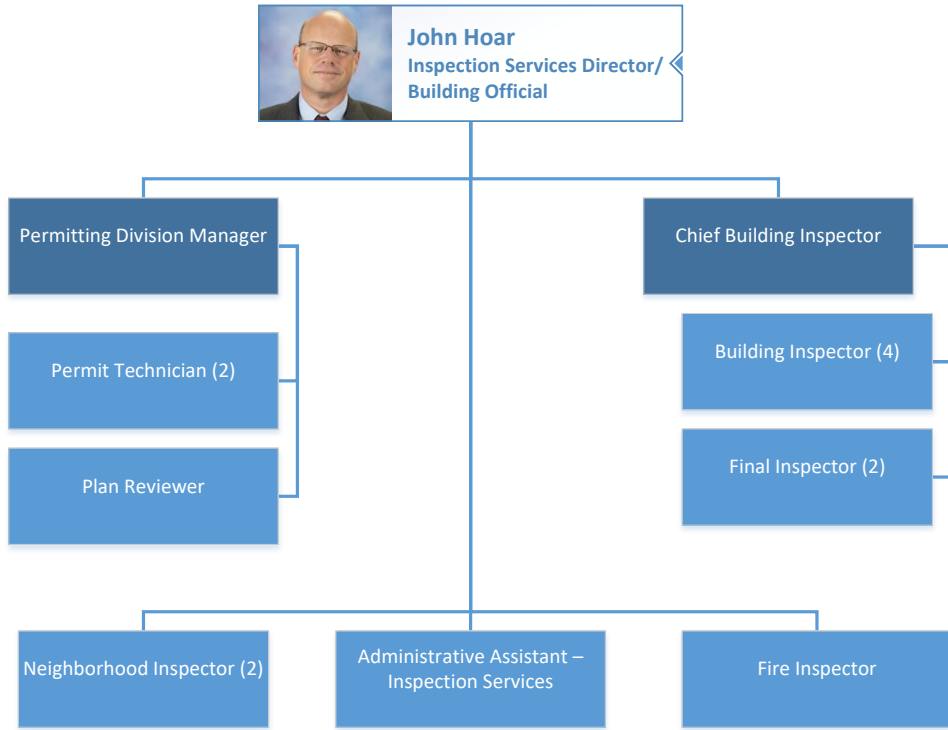 John Hoar
Inspection Services Director/
Building Official
Permitting Division Manager
Chief Building Inspector
Permit Technician (2)
Building Inspector (4)
Plan Reviewer
Final Inspector (2)
Neighborhood Inspector (2)
Administrative Assistant –
Inspection Services
Fire Inspector